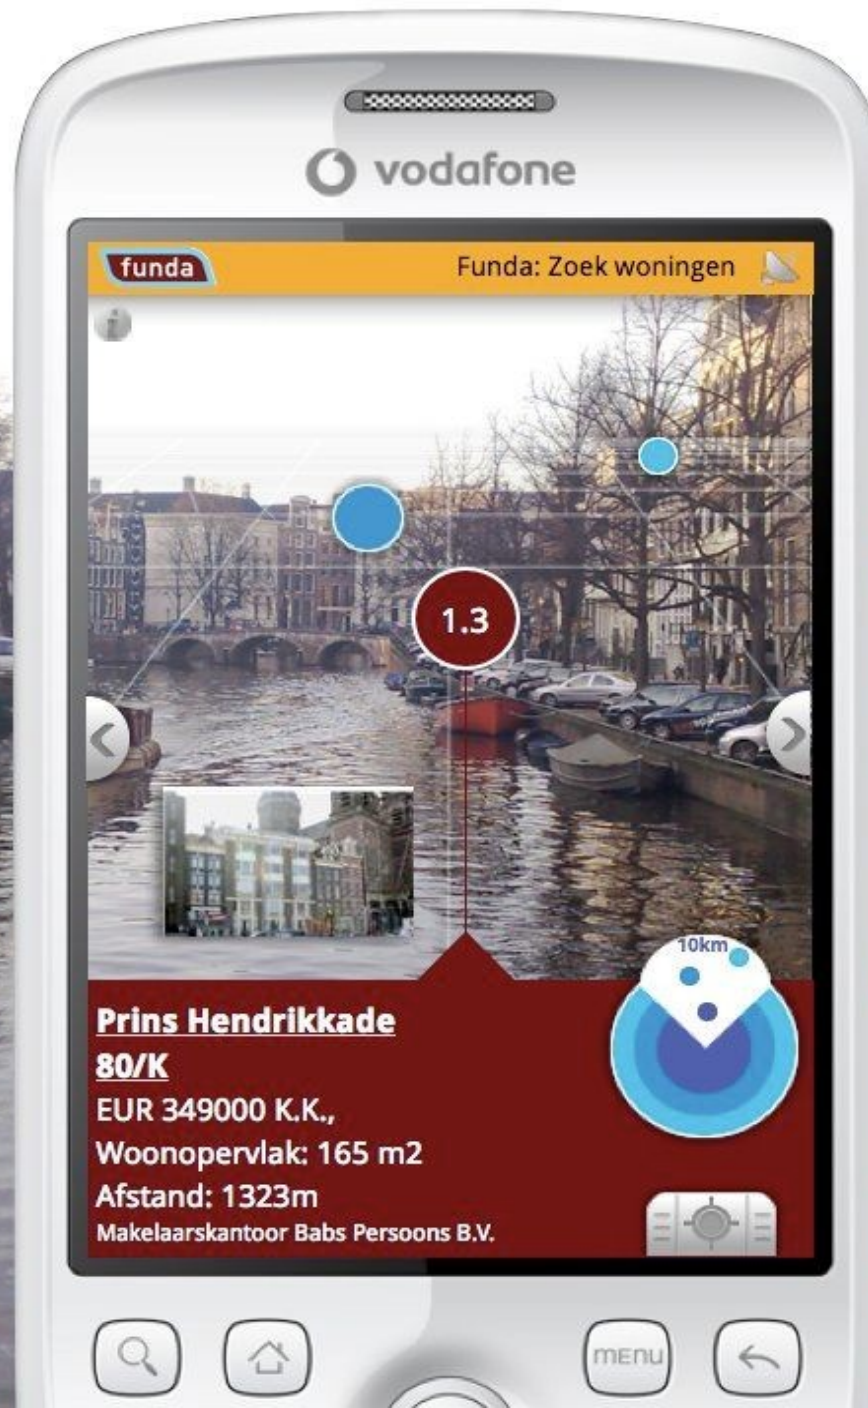 vodafone
funda
Funda: Zoek woningen
1.3
10km
Prins Hendrikkade
80/K
EUR 349000 K.K.,
Woonopervlak: 165 m2
Afstand: 1323m
Makelaarskantoor Babs Persoons B.V.
MENU